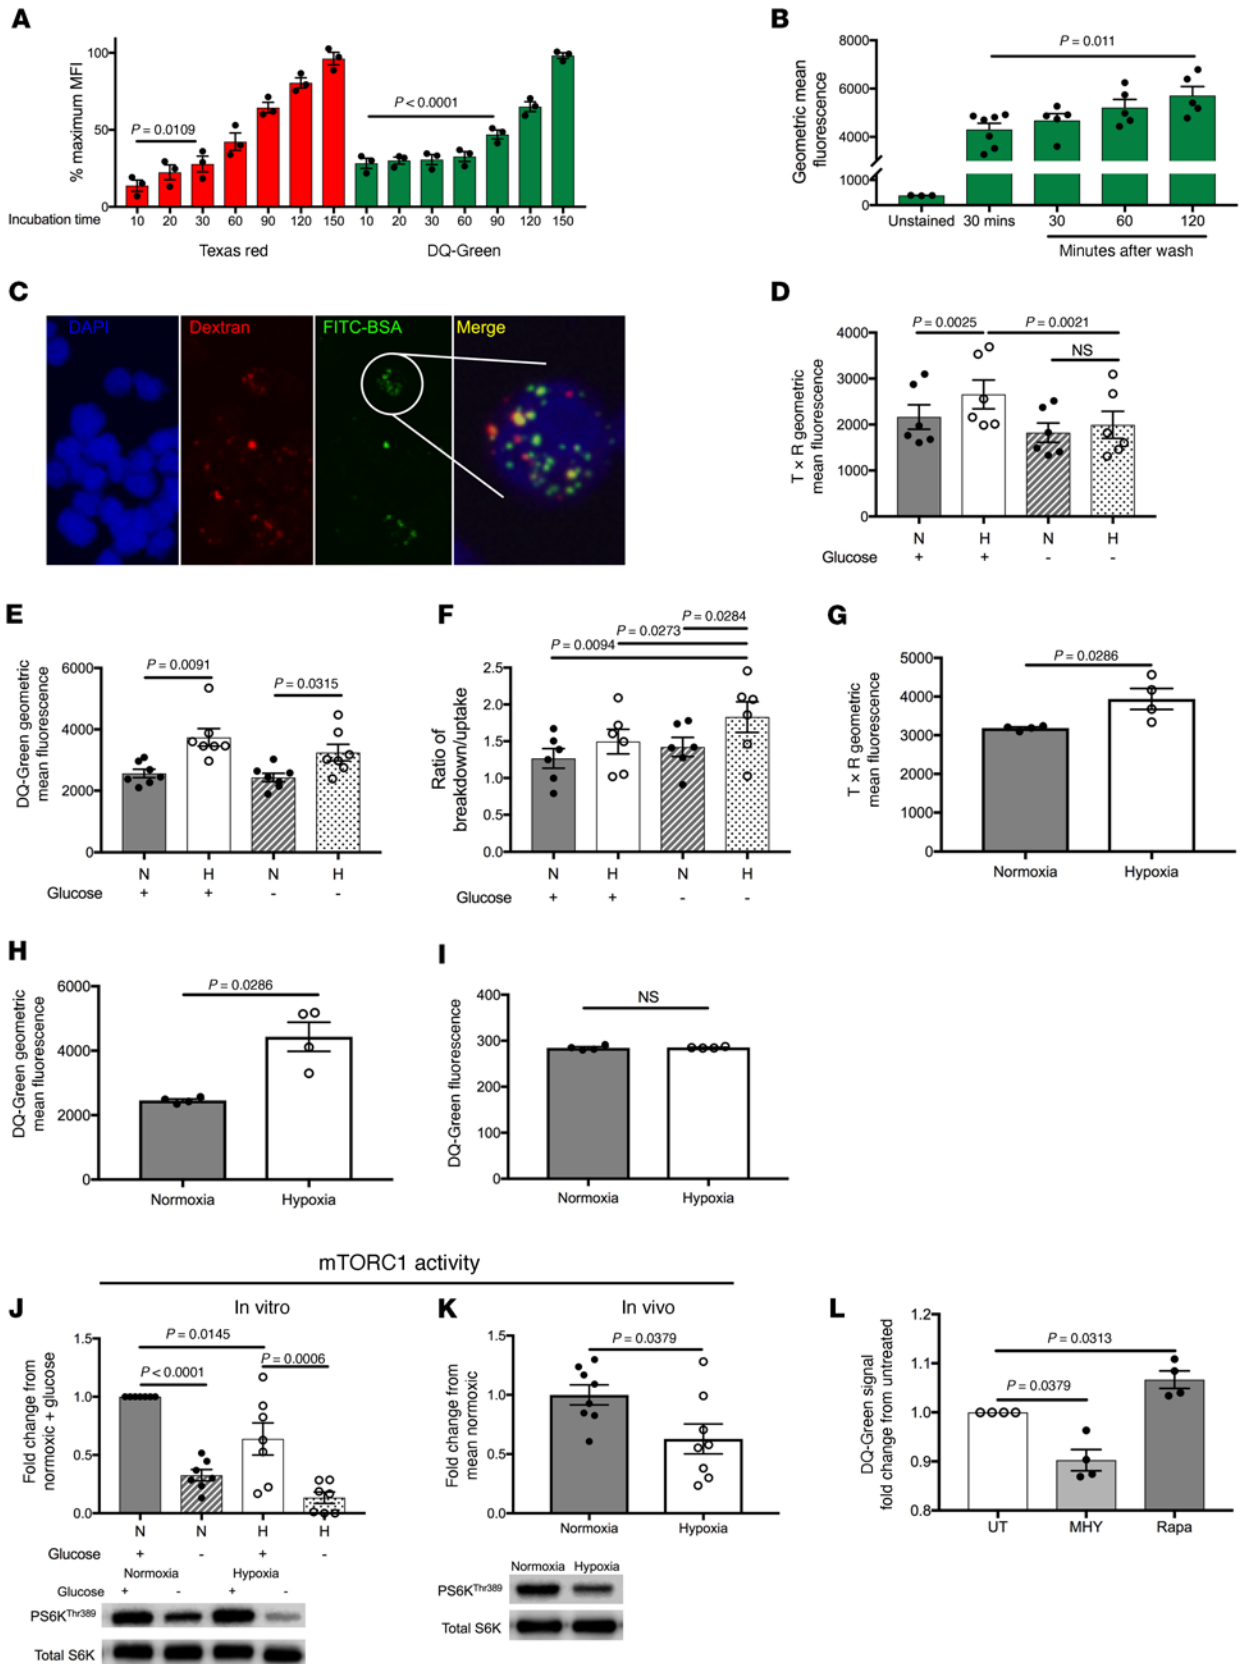 A
% maximum MFI
100
50
0
P = 0.0109
P < 0.0001
Incubation time
10 20 30 60 90 120 150 10 20 30 60 90 120 150
Texas red
DQ-Green
B
Geometric mean
fluorescence
8000
6000
4000
1000
0
P = 0.011
Unstained 30 mins 30 60 120
Minutes after wash
C
DAPI
Dextran
FITC-BSA
Merge
D
T × R geometric
mean fluorescence
4000
3000
2000
1000
0
P = 0.0025
P = 0.0021
NS
N H N H
Glucose + + - -
E
DQ-Green geometric
mean fluorescence
6000
4000
2000
0
P = 0.0091
P = 0.0315
N H N H
Glucose + + - -
F
Ratio of
breakdown/uptake
2.5
2.0
1.5
1.0
0.5
0.0
P = 0.0284
P = 0.0273
P = 0.0094
N H N H
Glucose + + - -
G
T × R geometric
mean fluorescence
5000
4000
3000
2000
1000
0
P = 0.0286
Normoxia Hypoxia
H
DQ-Green geometric
mean fluorescence
6000
4000
2000
0
P = 0.0286
Normoxia Hypoxia
I
DQ-Green fluorescence
400
300
200
100
0
NS
Normoxia Hypoxia
mTORC1 activity
J
In vitro
Fold change from
normoxic + glucose
1.5
1.0
0.5
0.0
P = 0.0145
P < 0.0001
P = 0.0006
N N H H
Glucose + - + -
Normoxia Hypoxia
Glucose + - + -
PS6K^Thr389
Total S6K
K
In vivo
Fold change from
mean normoxic
1.5
1.0
0.5
0.0
P = 0.0379
Normoxia Hypoxia
Normoxia Hypoxia
PS6K^Thr389
Total S6K
L
DQ-Green signal
fold change from untreated
1.2
1.1
1.0
0.9
0.8
P = 0.0313
P = 0.0379
UT MHY Rapa